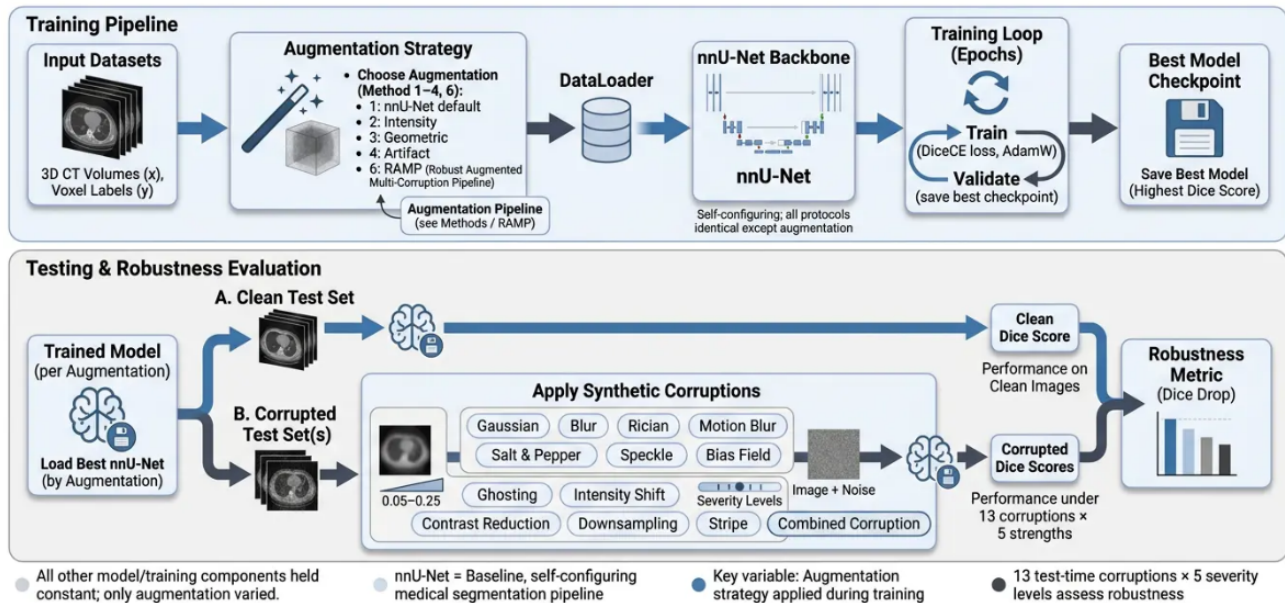 Training Pipeline
Input Datasets
3D CT Volumes (x),
Voxel Labels (y)
Augmentation Strategy
• Choose Augmentation
(Method 1–4, 6):
• 1: nnU-Net default
• 2: Intensity
• 3: Geometric
• 4: Artifact
• 6: RAMP (Robust Augmented
Multi-Corruption Pipeline)
Augmentation Pipeline
(see Methods / RAMP)
DataLoader
nnU-Net Backbone
nnU-Net
Self-configuring; all protocols
identical except augmentation
Training Loop
(Epochs)
Train
(DiceCE loss, AdamW)
Validate
(save best checkpoint)
Best Model
Checkpoint
Save Best Model
(Highest Dice Score)
Testing & Robustness Evaluation
Trained Model
(per Augmentation)
Load Best nnU-Net
(by Augmentation)
A. Clean Test Set
B. Corrupted
Test Set(s)
Apply Synthetic Corruptions
0.05–0.25
Gaussian Blur Rician Motion Blur
Salt & Pepper Speckle Bias Field
Ghosting Intensity Shift Severity Levels
Contrast Reduction Downsampling Stripe Combined Corruption
Image + Noise
Clean
Dice Score
Performance on
Clean Images
Corrupted
Dice Scores
Performance under
13 corruptions ×
5 strengths
Robustness
Metric
(Dice Drop)
All other model/training components held
constant; only augmentation varied.
nnU-Net = Baseline, self-configuring
medical segmentation pipeline
Key variable: Augmentation
strategy applied during training
13 test-time corruptions × 5 severity
levels assess robustness